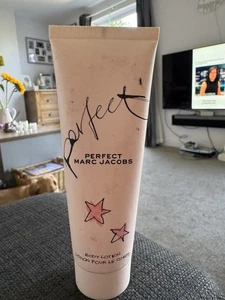 perfect
PERFECT
MARC JACOBS
BODY LOTION
LOTION POUR LE CORPS